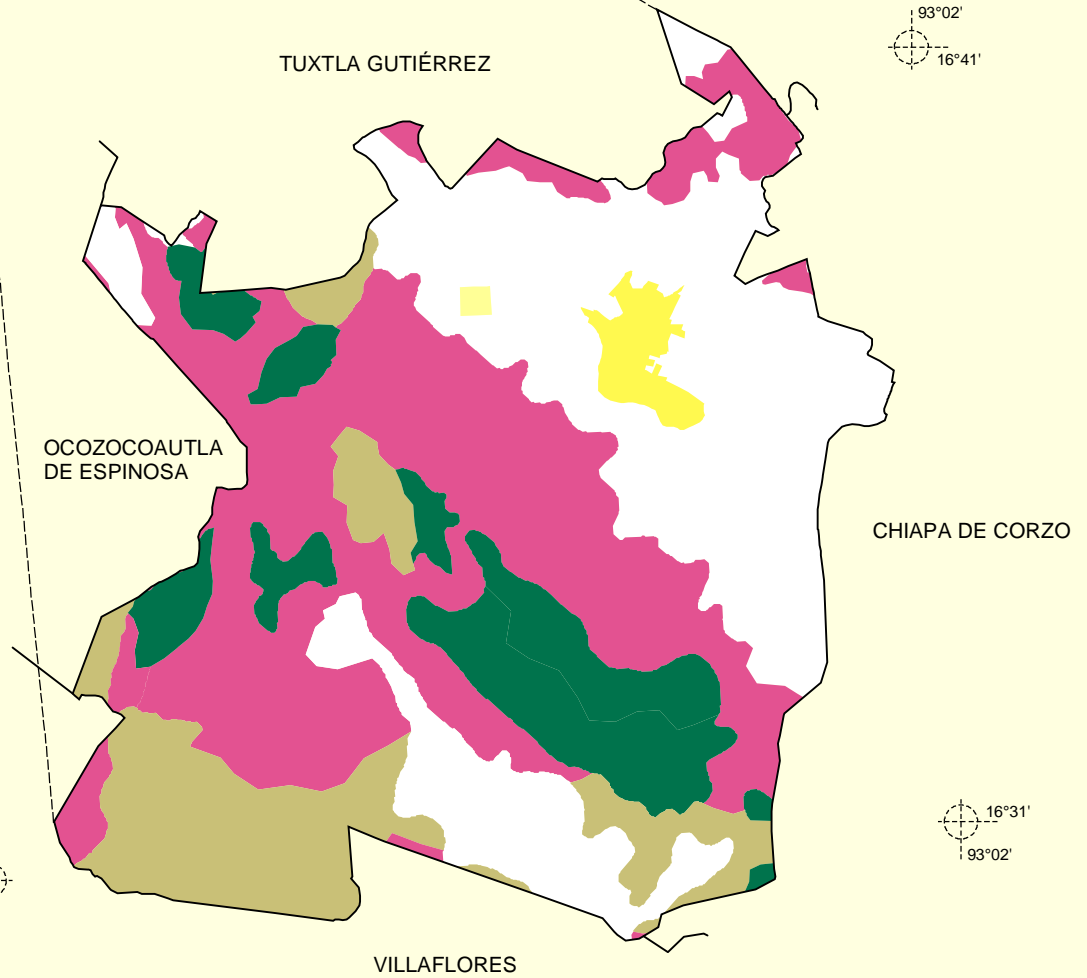 93°02'
16°41'
TUXTLA GUTIÉRREZ
OCOZOCOAUTLA
DE ESPINOSA
CHIAPA DE CORZO
16°31'
93°02'
VILLAFLORES